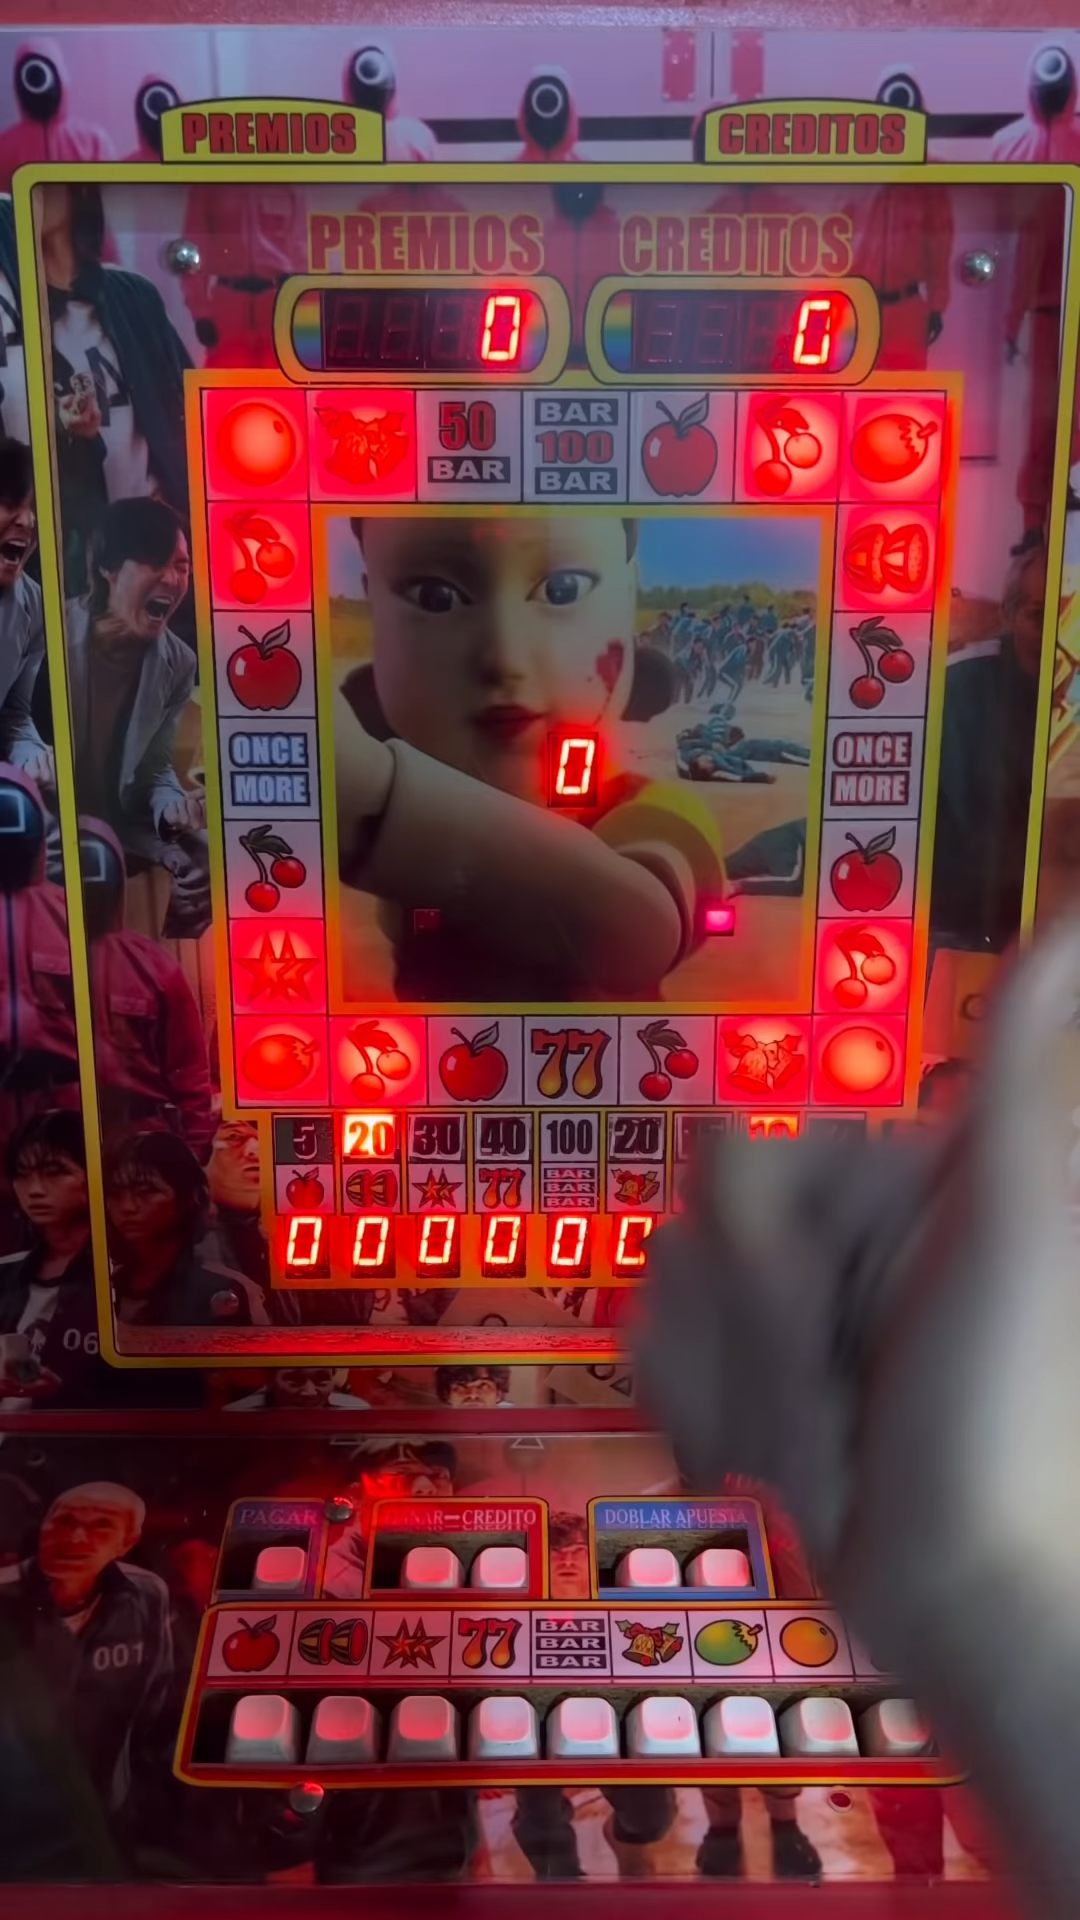 PREMIOS CREDITOS
PREMIOS CREDITOS
0 0
50 BAR
BAR 100 BAR
ONCE MORE
ONCE MORE
0
77
5 20 30 40 100 20
77 BAR BAR BAR
0 0 0 0 0
06
PAGAR
CREDITO
DOBLAR APUESTA
77 BAR BAR BAR
001